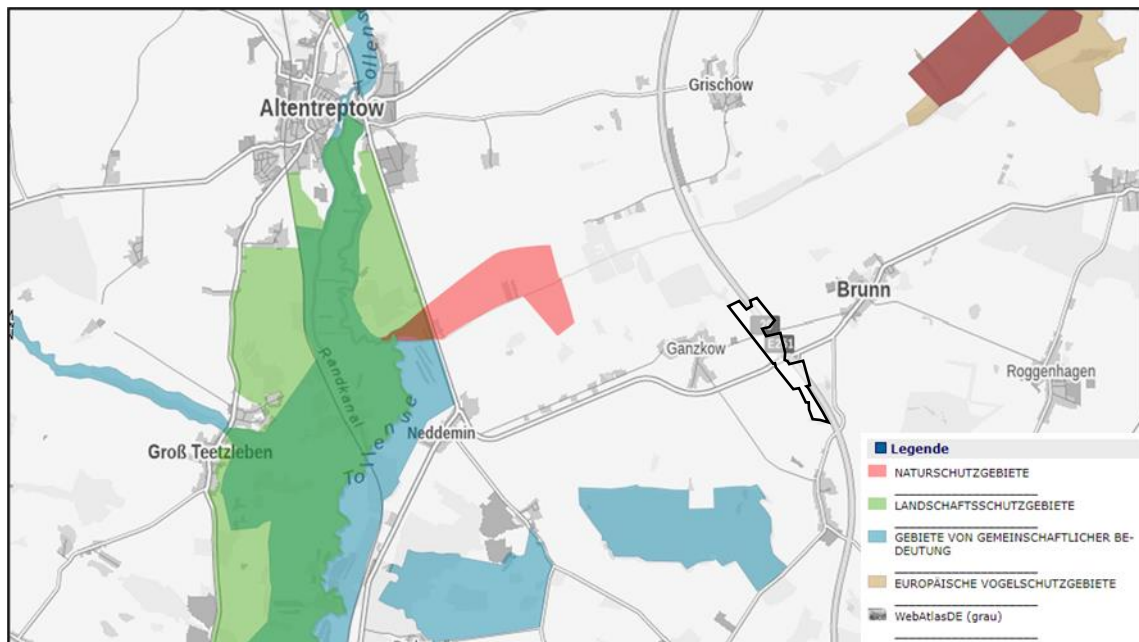 Tollense
Altentreptow
Grischow
Brunn
Ganzkow
Roggenhagen
Randkanal
Tollense
Neddemin
Groß Teetzleben
Legende
NATURSCHUTZGEBIETE
LANDSCHAFTSSCHUTZGEBIETE
GEBIETE VON GEMEINSCHAFTLICHER BE-
DEUTUNG
EUROPÄISCHE VOGELSCHUTZGEBIETE
WebAtlasDE (grau)